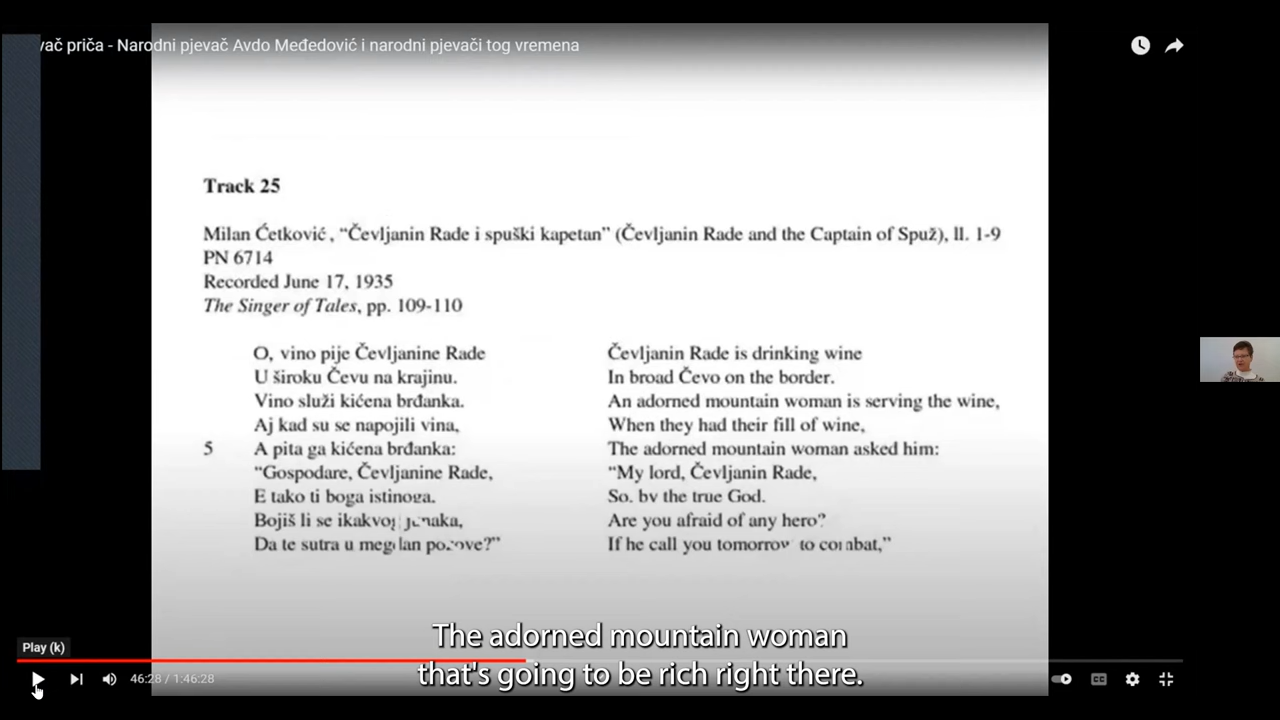 vač priča - Narodni pjevač Avdo Međedović i narodni pjevači tog vremena
Track 25
Milan Ćetković, “Čevljanin Rade i spuški kapetan” (Čevljanin Rade and the Captain of Spuž), ll. 1-9
PN 6714
Recorded June 17, 1935
The Singer of Tales, pp. 109-110
O, vino pije Čevljanine Rade
U široku Čevu na krajinu.
Vino služi kićena brđanka.
Aj kad su se napojili vina,
5 A pita ga kićena brđanka:
“Gospodare, Čevljanine Rade,
E tako ti boga istinoga.
Bojiš li se ikakvog junaka,
Da te sutra u megdan pozove?”
Čevljanin Rade is drinking wine
In broad Čevo on the border.
An adorned mountain woman is serving the wine,
When they had their fill of wine,
The adorned mountain woman asked him:
“My lord, Čevljanin Rade,
So, by the true God.
Are you afraid of any hero?
If he call you tomorrow to combat,”
The adorned mountain woman
that's going to be rich right there.
Play (k)
46:28 / 1:46:28